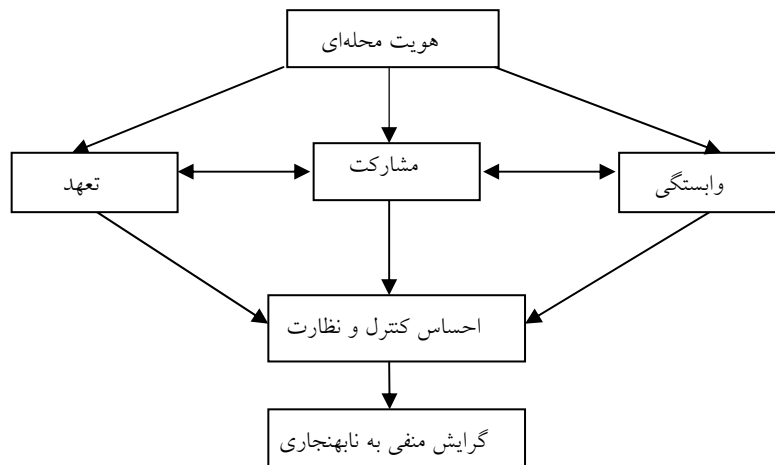 هویت محله‌ای
وابستگی
مشارکت
تعهد
احساس کنترل و نظارت
گرایش منفی به نابهنجاری